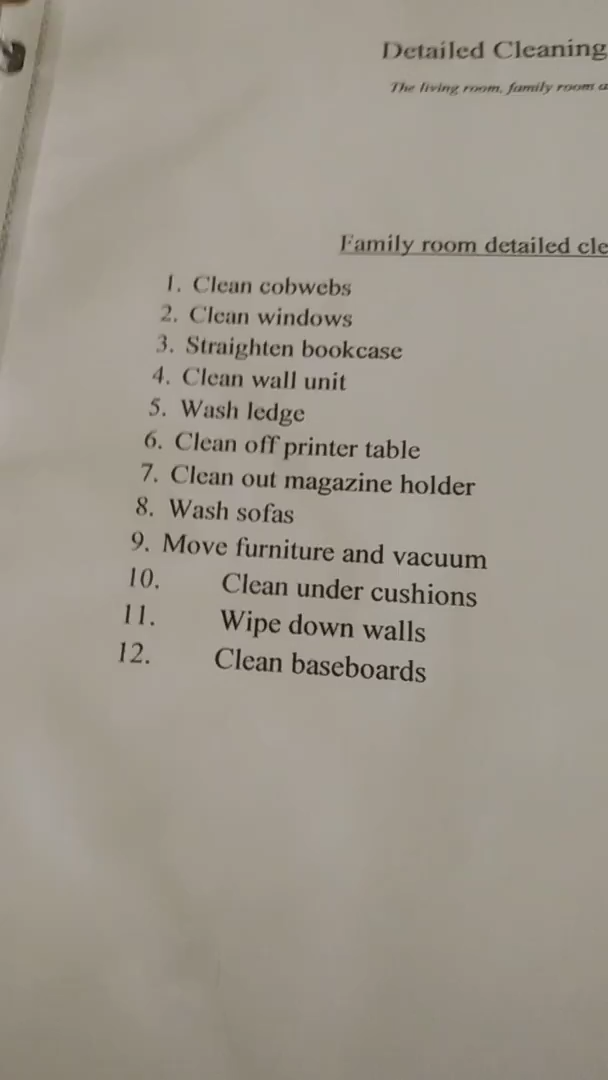 Detailed Cleaning
The living room, family room a
Family room detailed cle
1. Clean cobwebs
2. Clean windows
3. Straighten bookcase
4. Clean wall unit
5. Wash ledge
6. Clean off printer table
7. Clean out magazine holder
8. Wash sofas
9. Move furniture and vacuum
10. Clean under cushions
11. Wipe down walls
12. Clean baseboards